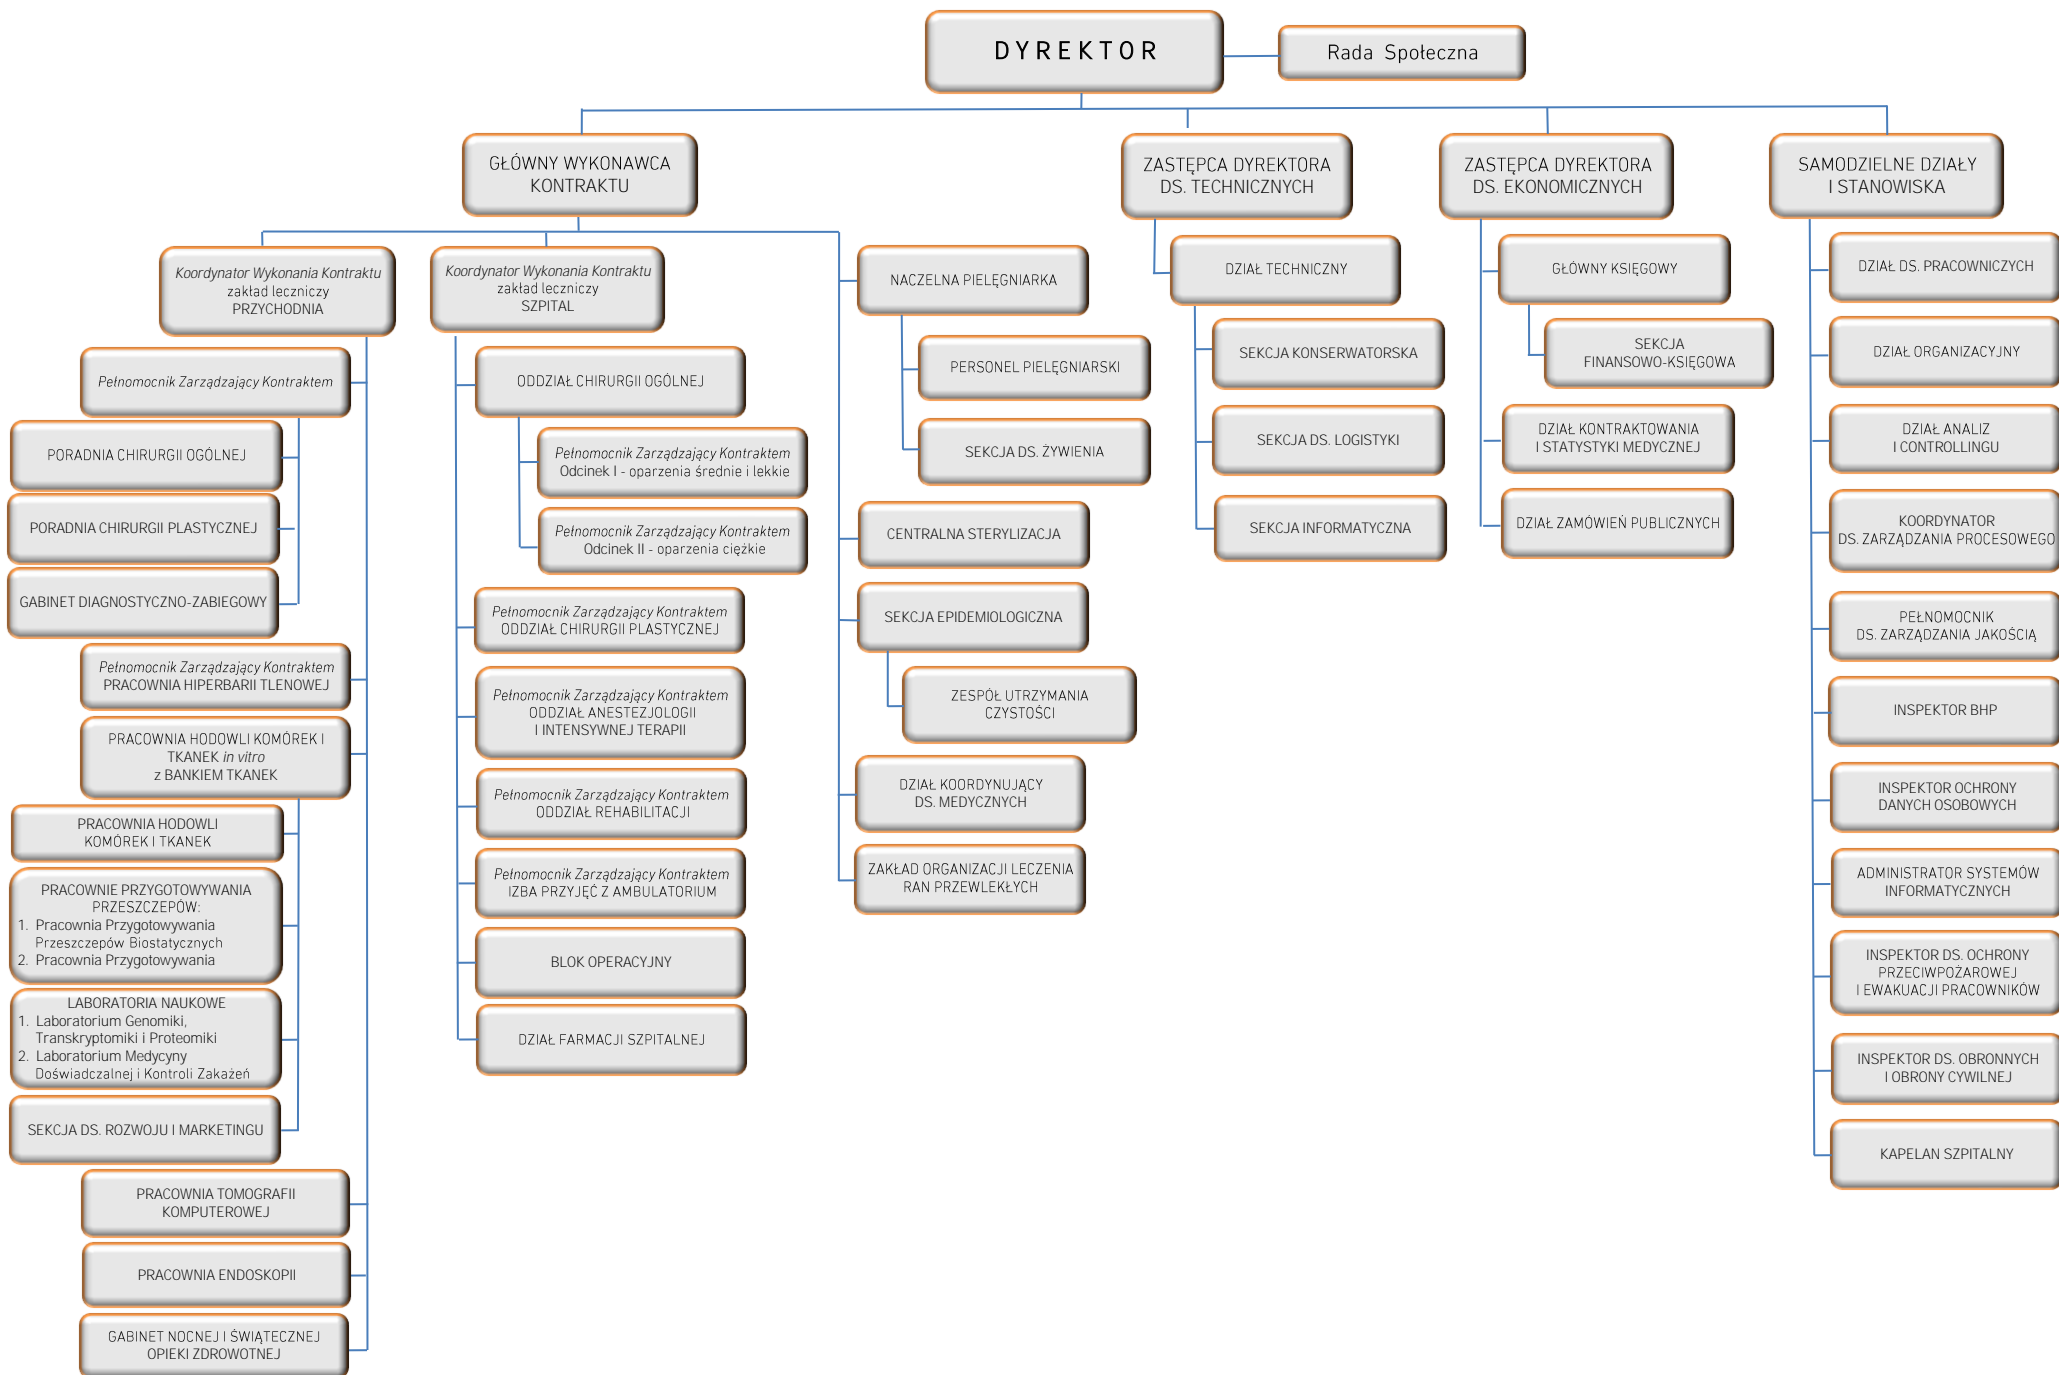 DYREKTOR
Rada Społeczna
GŁÓWNY WYKONAWCA
KONTRAKTU
ZASTĘPCA DYREKTORA
DS. TECHNICZNYCH
ZASTĘPCA DYREKTORA
DS. EKONOMICZNYCH
SAMODZIELNE DZIAŁY
I STANOWISKA
Koordynator Wykonania Kontraktu
zakład leczniczy
PRZYCHODNIA
Pełnomocnik Zarządzający Kontraktem
PORADNIA CHIRURGII OGÓLNEJ
PORADNIA CHIRURGII PLASTYCZNEJ
GABINET DIAGNOSTYCZNO-ZABIEGOWY
Pełnomocnik Zarządzający Kontraktem
PRACOWNIA HIPERBARII TLENOWEJ
PRACOWNIA HODOWLI KOMÓREK I
TKANEK in vitro
z BANKIEM TKANEK
PRACOWNIA HODOWLI
KOMÓREK I TKANEK
PRACOWNIE PRZYGOTOWYWANIA
PRZESZCZEPÓW:
1. Pracownia Przygotowywania
Przeszczepów Biostatycznych
2. Pracownia Przygotowywania
LABORATORIA NAUKOWE
1. Laboratorium Genomiki,
Transkryptomiki i Proteomiki
2. Laboratorium Medycyny
Doświadczalnej i Kontroli Zakażeń
SEKCJA DS. ROZWOJU I MARKETINGU
PRACOWNIA TOMOGRAFII
KOMPUTEROWEJ
PRACOWNIA ENDOSKOPII
GABINET NOCNEJ I ŚWIĄTECZNEJ
OPIEKI ZDROWOTNEJ
Koordynator Wykonania Kontraktu
zakład leczniczy
SZPITAL
ODDZIAŁ CHIRURGII OGÓLNEJ
Pełnomocnik Zarządzający Kontraktem
Odcinek I - oparzenia średnie i lekkie
Pełnomocnik Zarządzający Kontraktem
Odcinek II - oparzenia ciężkie
Pełnomocnik Zarządzający Kontraktem
ODDZIAŁ CHIRURGII PLASTYCZNEJ
Pełnomocnik Zarządzający Kontraktem
ODDZIAŁ ANESTEZJOLOGII
I INTENSYWNEJ TERAPII
Pełnomocnik Zarządzający Kontraktem
ODDZIAŁ REHABILITACJI
Pełnomocnik Zarządzający Kontraktem
IZBA PRZYJĘĆ Z AMBULATORIUM
BLOK OPERACYJNY
DZIAŁ FARMACJI SZPITALNEJ
NACZELNA PIELĘGNIARKA
PERSONEL PIELĘGNIARSKI
SEKCJA DS. ŻYWIENIA
CENTRALNA STERYLIZACJA
SEKCJA EPIDEMIOLOGICZNA
ZESPÓŁ UTRZYMANIA
CZYSTOŚCI
DZIAŁ KOORDYNUJĄCY
DS. MEDYCZNYCH
ZAKŁAD ORGANIZACJI LECZENIA
RAN PRZEWLEKŁYCH
DZIAŁ TECHNICZNY
SEKCJA KONSERWATORSKA
SEKCJA DS. LOGISTYKI
SEKCJA INFORMATYCZNA
GŁÓWNY KSIĘGOWY
SEKCJA
FINANSOWO-KSIĘGOWA
DZIAŁ KONTRAKTOWANIA
I STATYSTYKI MEDYCZNEJ
DZIAŁ ZAMÓWIEŃ PUBLICZNYCH
DZIAŁ DS. PRACOWNICZYCH
DZIAŁ ORGANIZACYJNY
DZIAŁ ANALIZ
I CONTROLLINGU
KOORDYNATOR
DS. ZARZĄDZANIA PROCESOWEGO
PEŁNOMOCNIK
DS. ZARZĄDZANIA JAKOŚCIĄ
INSPEKTOR BHP
INSPEKTOR OCHRONY
DANYCH OSOBOWYCH
ADMINISTRATOR SYSTEMÓW
INFORMATYCZNYCH
INSPEKTOR DS. OCHRONY
PRZECIWPOŻAROWEJ
I EWAKUACJI PRACOWNIKÓW
INSPEKTOR DS. OBRONNYCH
I OBRONY CYWILNEJ
KAPELAN SZPITALNY